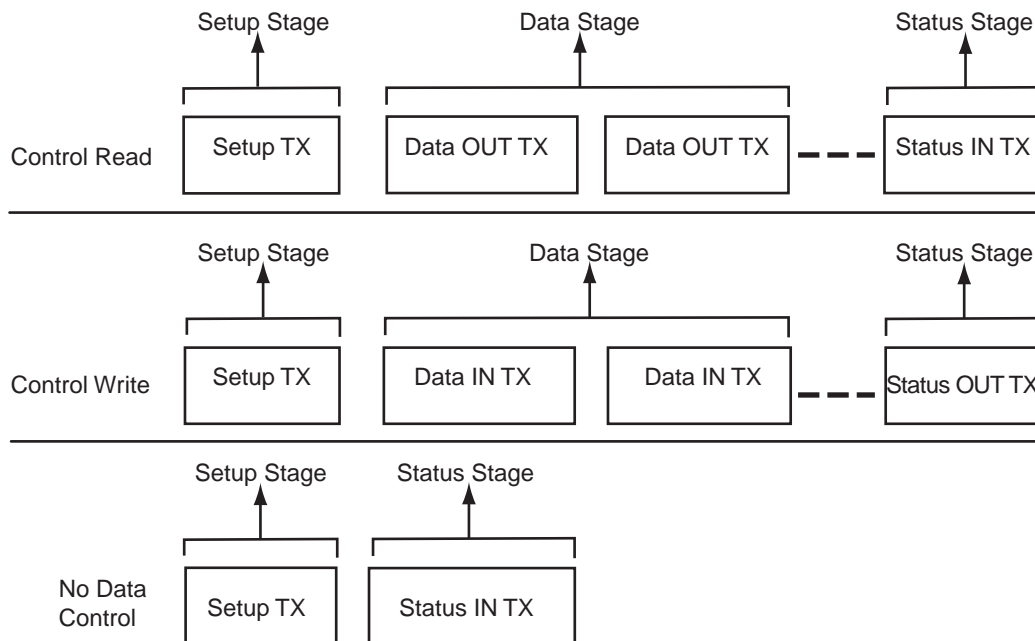 Setup Stage Data Stage Status Stage
Control Read Setup TX Data OUT TX Data OUT TX Status IN TX
Setup Stage Data Stage Status Stage
Control Write Setup TX Data IN TX Data IN TX Status OUT TX
Setup Stage Status Stage
No Data
Control
Setup TX Status IN TX